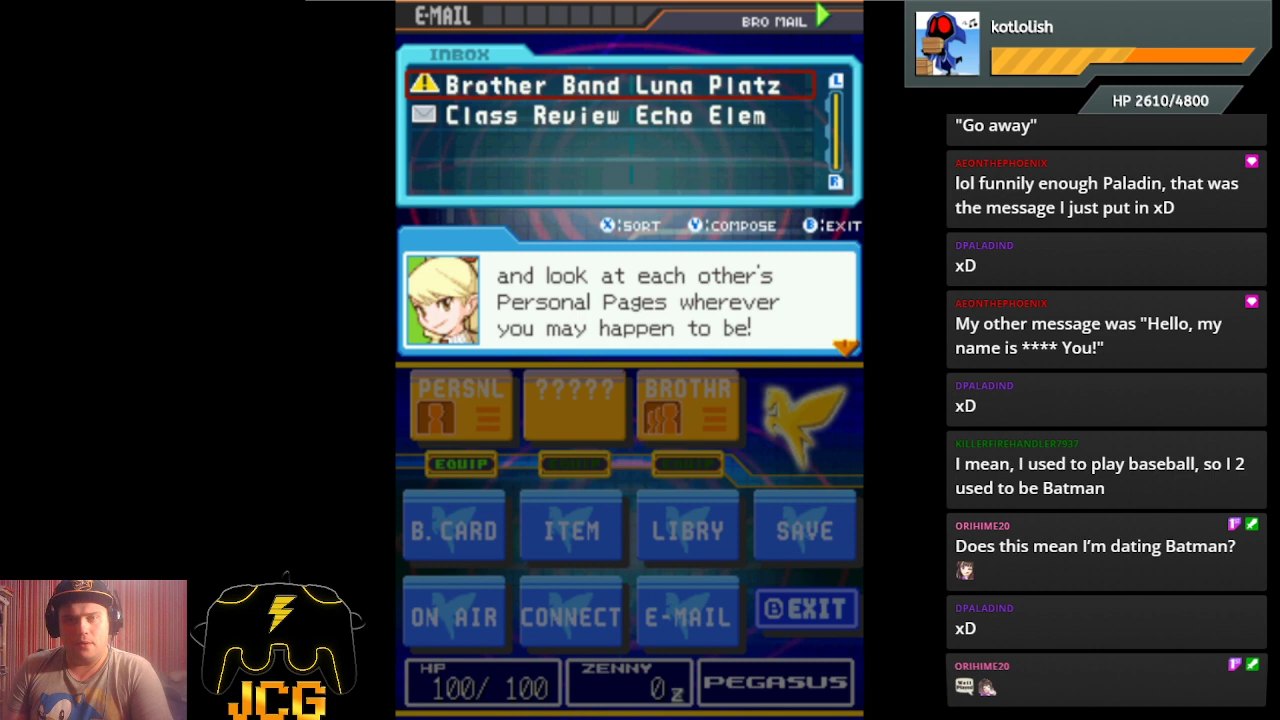 E-MAIL
BRO MAIL
INBOX
Brother Band Luna Platz
Class Review Echo Elem
L
R
X:SORT Y:COMPOSE B:EXIT
and look at each other's
Personal Pages wherever
you may happen to be!
PERSNL
?????
BROTHR
EQUIP
B. CARD
ITEM
LIBRY
SAVE
ON AIR
CONNECT
E-MAIL
B EXIT
HP
100/ 100
ZENNY
0z
PEGASUS
JCG
kotlolish
HP 2610/4800
"Go away"
AEONTHEPHOENIX
lol funnily enough Paladin, that was
the message I just put in xD
DPALADIND
xD
AEONTHEPHOENIX
My other message was "Hello, my
name is **** You!"
DPALADIND
xD
KILLERFIREHANDLER7937
I mean, I used to play baseball, so I 2
used to be Batman
ORIHIME20
Does this mean I'm dating Batman?
DPALADIND
xD
ORIHIME20